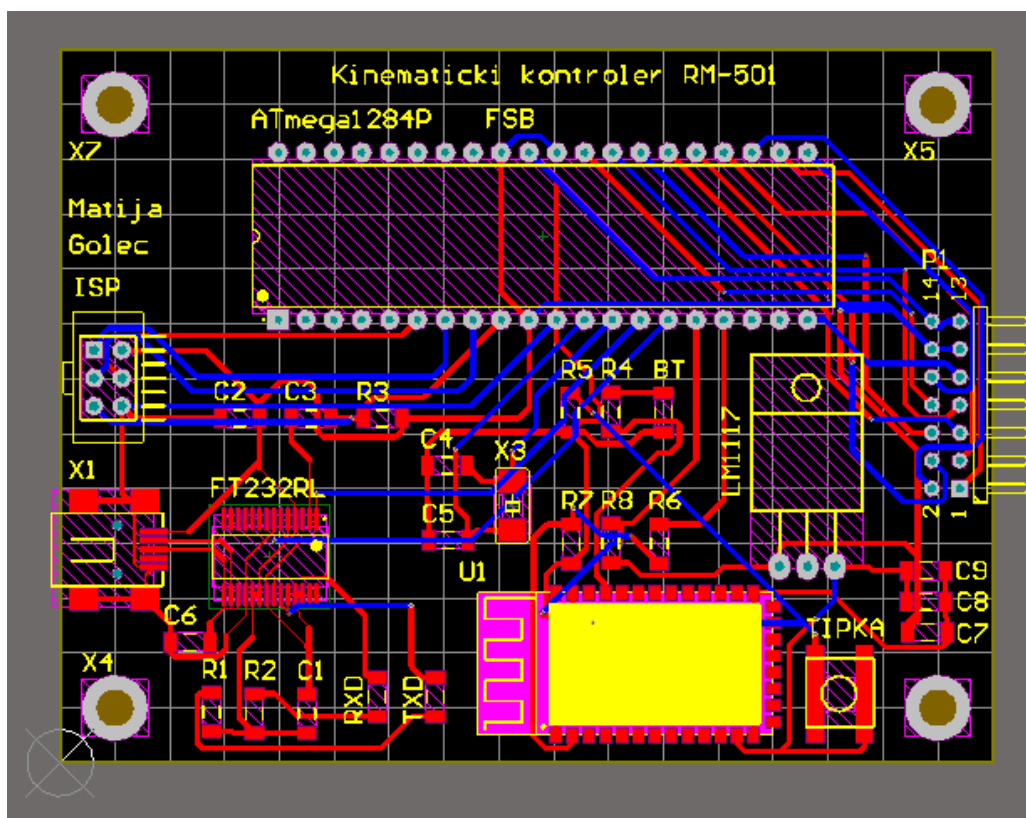 Kinematicki kontroler RM-501
ATmega1284P FSB
X7
X5
Matija
Golec
ISP
P1
14 13
R5 R4 BT
C2 C3 R3
LM1117
C4
X3
X1
FT232RL
C5
R7 R8 R6
2 1
U1
C9
C8
C7
C6
TIPKA
X4
R1 R2 C1
RXD
TXD